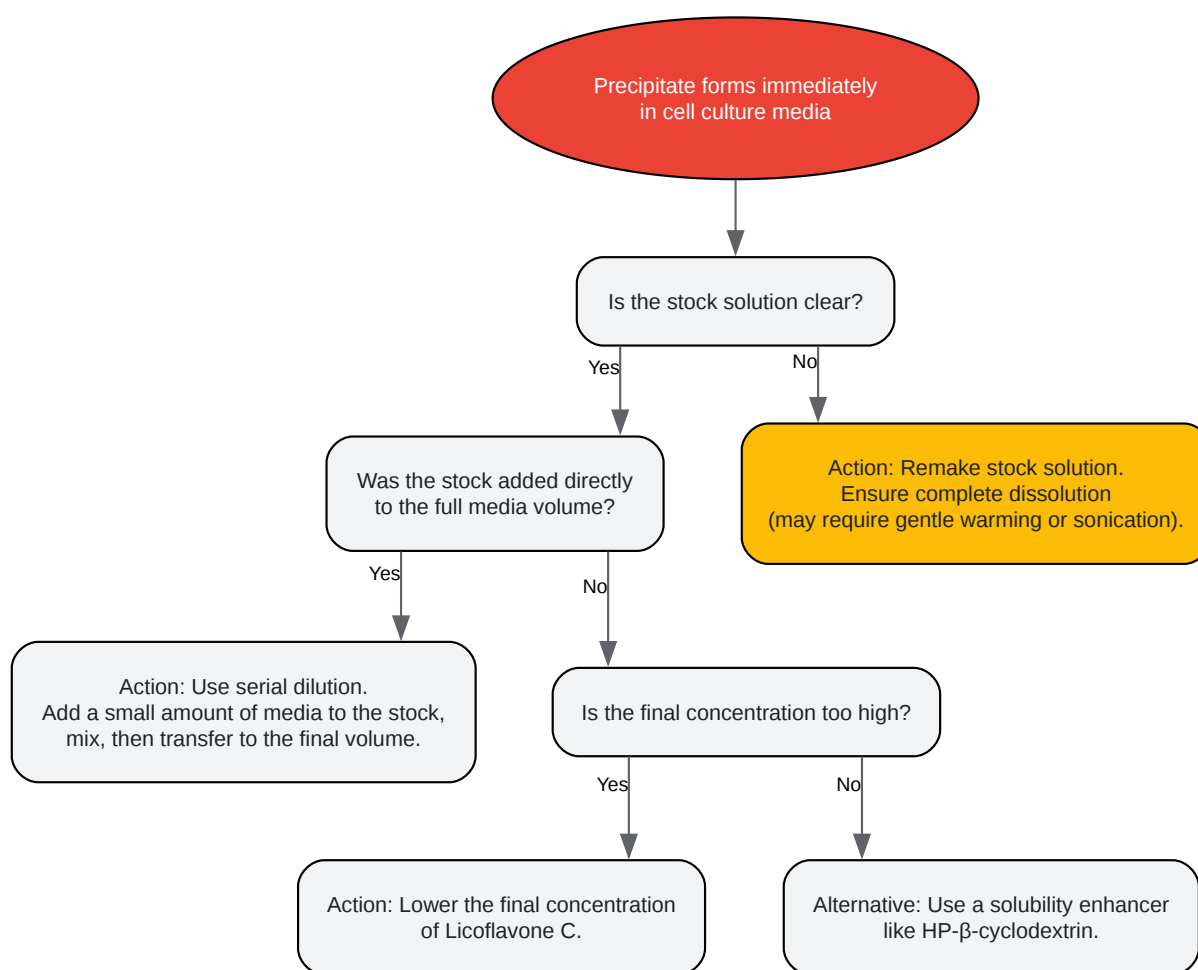 Precipitate forms immediately
in cell culture media
Is the stock solution clear?
Yes
No
Was the stock added directly
to the full media volume?
Action: Remake stock solution.
Ensure complete dissolution
(may require gentle warming or sonication).
Yes
No
Action: Use serial dilution.
Add a small amount of media to the stock,
mix, then transfer to the final volume.
Is the final concentration too high?
Yes
No
Action: Lower the final concentration
of Licoflavone C.
Alternative: Use a solubility enhancer
like HP-β-cyclodextrin.